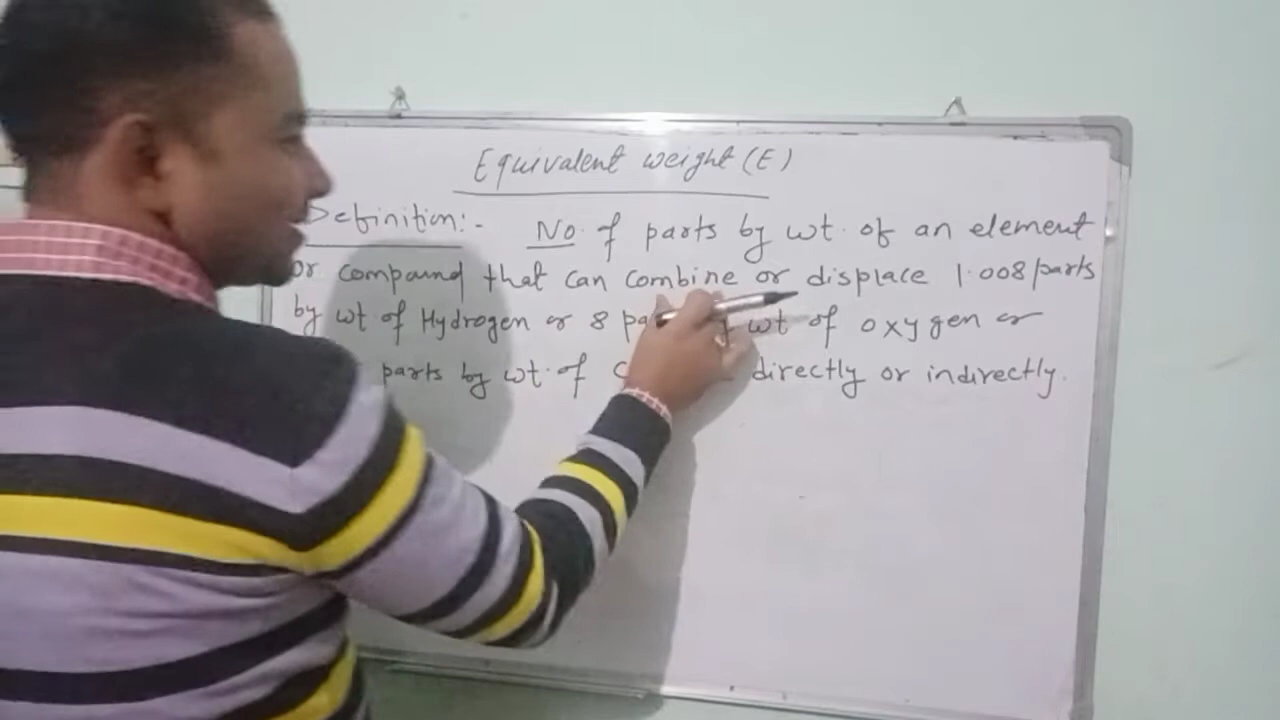 Equivalent weight (E)
Definition:- No. of parts by wt. of an element
or compound that can combine or displace 1.008 parts
by wt of Hydrogen or 8 wt of oxygen or
parts by wt. of directly or indirectly.